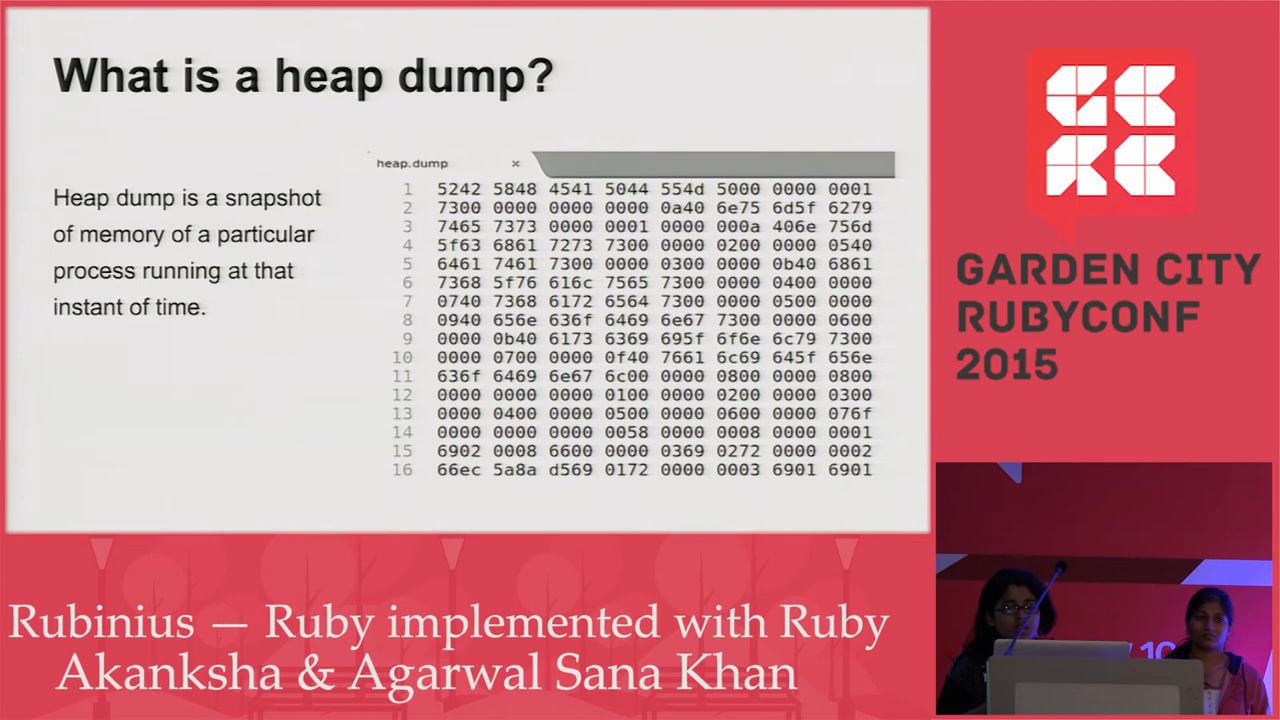 What is a heap dump?
Heap dump is a snapshot
of memory of a particular
process running at that
instant of time.
heap.dump ×
1 5242 5848 4541 5044 554d 5000 0000 0001
2 7300 0000 0000 0000 0a40 6e75 6d5f 6279
3 7465 7373 0000 0001 0000 000a 406e 756d
4 5f63 6861 7273 7300 0000 0200 0000 0540
5 6461 7461 7300 0000 0300 0000 0b40 6861
6 7368 5f76 616c 7565 7300 0000 0400 0000
7 0740 7368 6172 6564 7300 0000 0500 0000
8 0940 656e 636f 6469 6e67 7300 0000 0600
9 0000 0b40 6173 6369 695f 6f6e 6c79 7300
10 0000 0700 0000 0f40 7661 6c69 645f 656e
11 636f 6469 6e67 6c00 0000 0800 0000 0800
12 0000 0000 0000 0100 0000 0200 0000 0300
13 0000 0400 0000 0500 0000 0600 0000 076f
14 0000 0000 0000 0058 0000 0008 0000 0001
15 6902 0008 6600 0000 0369 0272 0000 0002
16 66ec 5a8a d569 0172 0000 0003 6901 6901
GCRC
GARDEN CITY
RUBYCONF
2015
Rubinius — Ruby implemented with Ruby
Akanksha & Agarwal Sana Khan